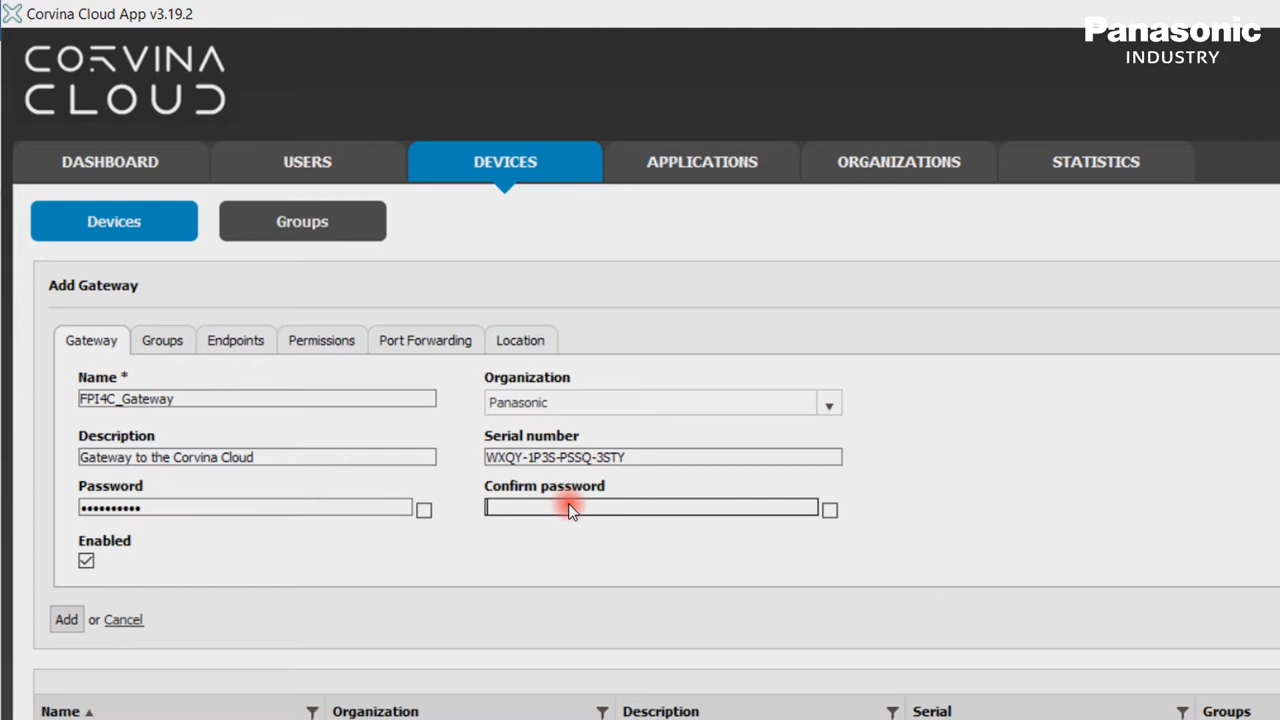 Corvina Cloud App v3.19.2
Panasonic
INDUSTRY
CORVINA
CLOUD
DASHBOARD USERS DEVICES APPLICATIONS ORGANIZATIONS STATISTICS
Devices Groups
Add Gateway
Gateway Groups Endpoints Permissions Port Forwarding Location
Name * Organization
FPI4C_Gateway Panasonic
Description Serial number
Gateway to the Corvina Cloud WXQY-1P3S-PSSQ-3STY
Password Confirm password
••••••••••
Enabled
Add or Cancel
Name Organization Description Serial Groups